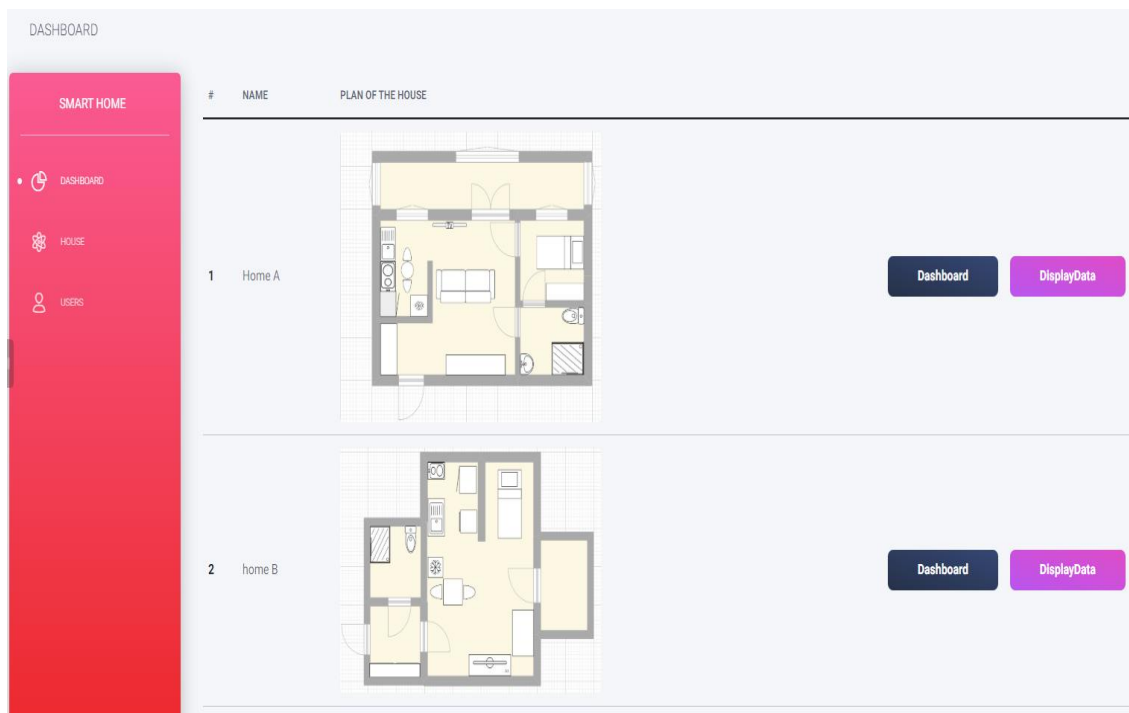 DASHBOARD
SMART HOME
DASHBOARD
HOUSE
USERS
# NAME PLAN OF THE HOUSE
1 Home A Dashboard DisplayData
2 home B Dashboard DisplayData